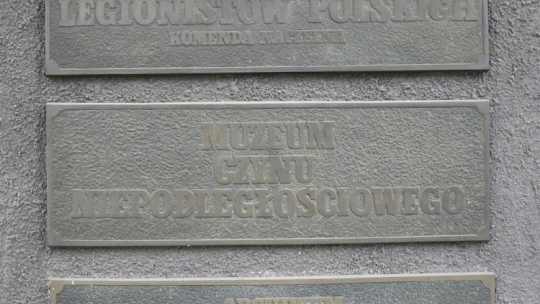 LEGIONISTÓW POLSKICH
KOMENDA NACZELNA
MUZEUM
CZYNU
NIEPODLEGŁOŚCIOWEGO